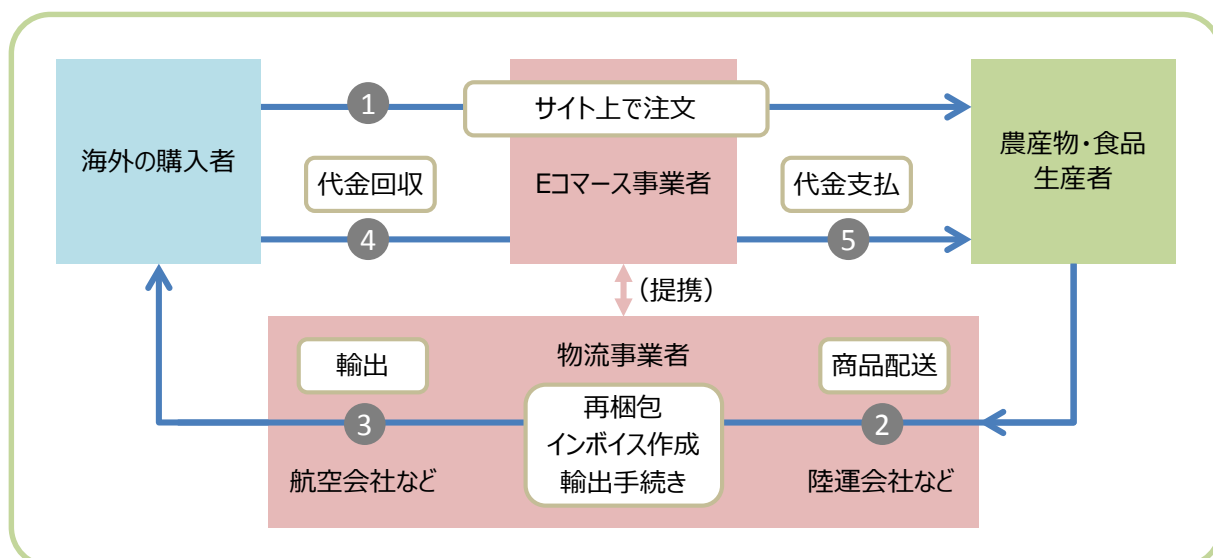 海外の購入者
1
サイト上で注文
Eコマース事業者
農産物・食品
生産者
代金回収
4
代金支払
5
（提携）
物流事業者
輸出
3
航空会社など
再梱包
インボイス作成
輸出手続き
商品配送
2
陸運会社など